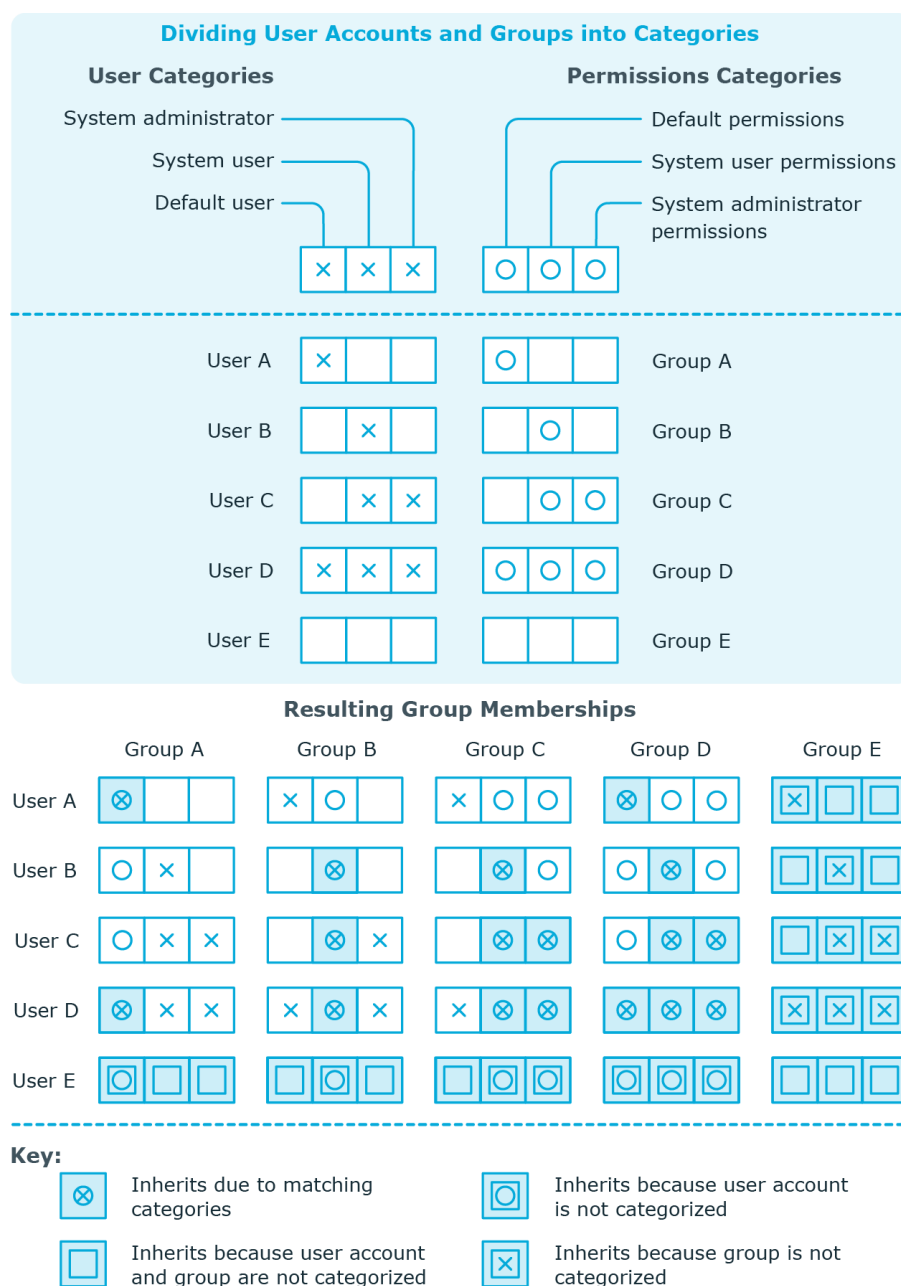 Dividing User Accounts and Groups into Categories
User Categories
Permissions Categories
System administrator
Default permissions
System user
System user permissions
Default user
System administrator
permissions
User A
Group A
User B
Group B
User C
Group C
User D
Group D
User E
Group E
Resulting Group Memberships
Group A Group B Group C Group D Group E
User A
User B
User C
User D
User E
Key:
Inherits due to matching
categories
Inherits because user account
is not categorized
Inherits because user account
and group are not categorized
Inherits because group is not
categorized